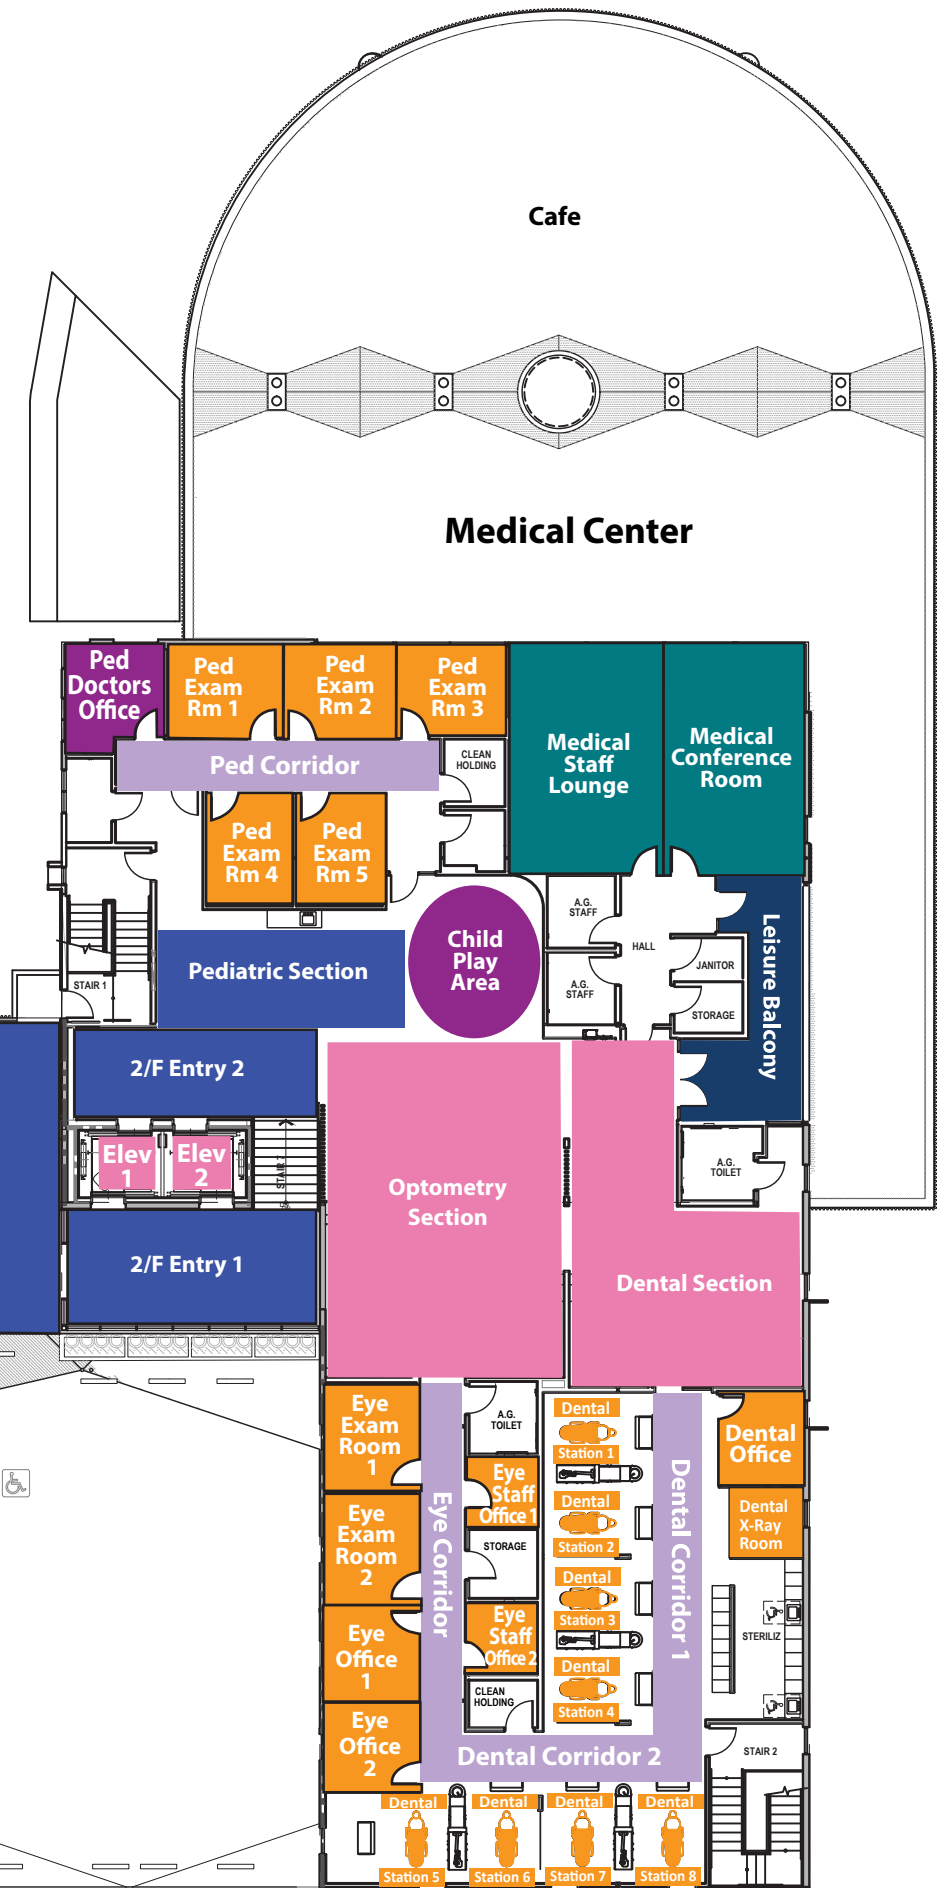 Cafe
Medical Center
Ped
Doctors
Office
Ped
Exam
Rm 1
Ped
Exam
Rm 2
Ped
Exam
Rm 3
Medical
Staff
Lounge
Medical
Conference
Room
Ped Corridor
CLEAN
HOLDING
Ped
Exam
Rm 4
Ped
Exam
Rm 5
A.G.
STAFF
HALL
Child
Play
Area
Pediatric Section
JANITOR
Leisure Balcony
STAIR 1
A.G.
STAFF
STORAGE
2/F Entry 2
Elev
1
Elev
2
STAIR 7
A.G.
TOILET
Optometry
Section
2/F Entry 1
Dental Section
Eye
Exam
Room
1
A.G.
TOILET
Dental
Station 1
Dental
Office
Eye Corridor
Eye
Staff
Office 1
Dental
Station 2
Dental Corridor 1
Dental
X-Ray
Room
Eye
Exam
Room
2
STORAGE
Dental
Station 3
Eye
Staff
Office 2
STERILIZ
Eye
Office
1
Dental
Station 4
CLEAN
HOLDING
Eye
Office
2
Dental Corridor 2
STAIR 2
Dental
Station 5
Dental
Station 6
Dental
Station 7
Dental
Station 8